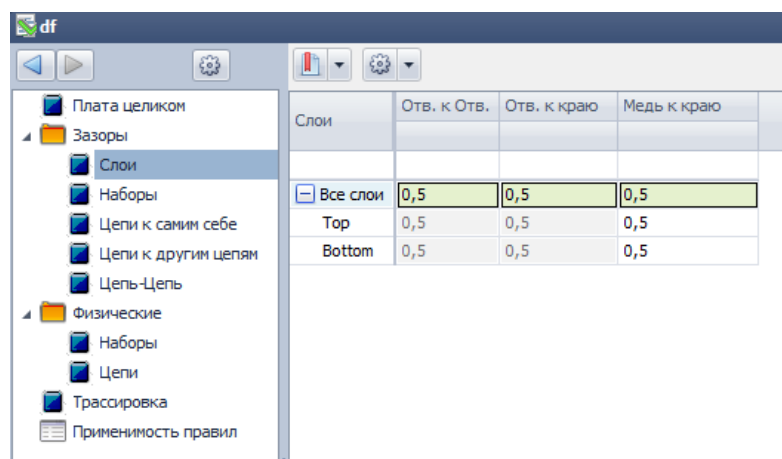 df
Плата целиком
Зазоры
Слои
Наборы
Цепи к самим себе
Цепи к другим цепям
Цепь-Цепь
Физические
Наборы
Цепи
Трассировка
Применимость правил
Слои Отв. к Отв. Отв. к краю Медь к краю
Все слои 0,5 0,5 0,5
Top 0,5 0,5 0,5
Bottom 0,5 0,5 0,5